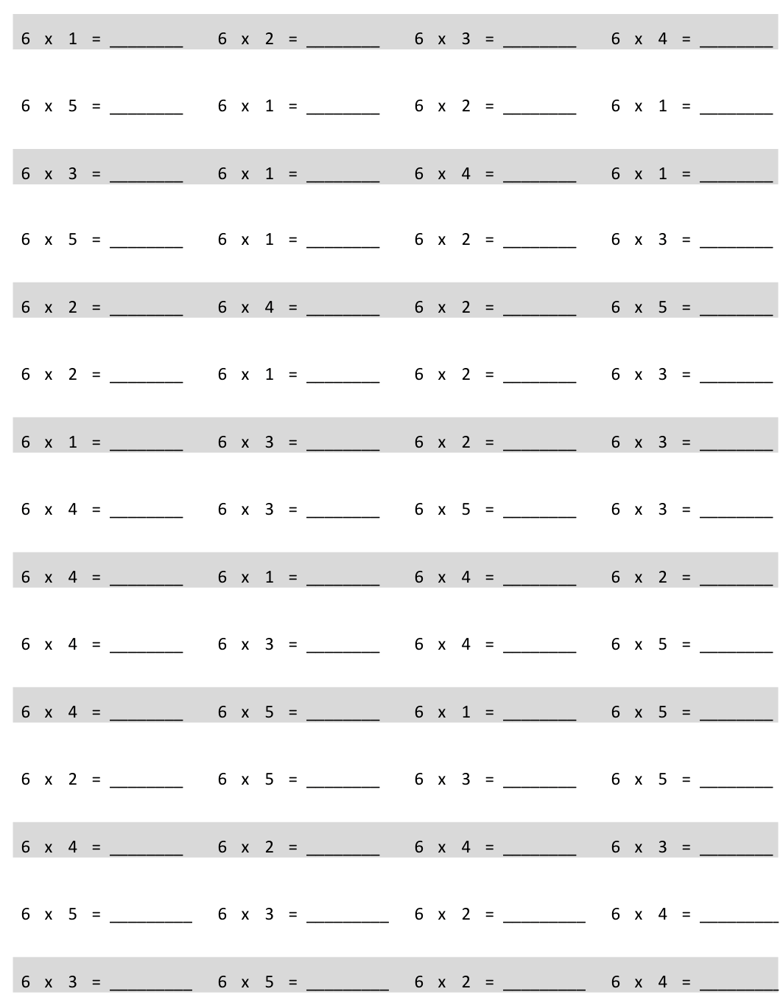 6 x 1 = ________ 6 x 2 = ________ 6 x 3 = ________ 6 x 4 = ________
6 x 5 = ________ 6 x 1 = ________ 6 x 2 = ________ 6 x 1 = ________
6 x 3 = ________ 6 x 1 = ________ 6 x 4 = ________ 6 x 1 = ________
6 x 5 = ________ 6 x 1 = ________ 6 x 2 = ________ 6 x 3 = ________
6 x 2 = ________ 6 x 4 = ________ 6 x 2 = ________ 6 x 5 = ________
6 x 2 = ________ 6 x 1 = ________ 6 x 2 = ________ 6 x 3 = ________
6 x 1 = ________ 6 x 3 = ________ 6 x 2 = ________ 6 x 3 = ________
6 x 4 = ________ 6 x 3 = ________ 6 x 5 = ________ 6 x 3 = ________
6 x 4 = ________ 6 x 1 = ________ 6 x 4 = ________ 6 x 2 = ________
6 x 4 = ________ 6 x 3 = ________ 6 x 4 = ________ 6 x 5 = ________
6 x 4 = ________ 6 x 5 = ________ 6 x 1 = ________ 6 x 5 = ________
6 x 2 = ________ 6 x 5 = ________ 6 x 3 = ________ 6 x 5 = ________
6 x 4 = ________ 6 x 2 = ________ 6 x 4 = ________ 6 x 3 = ________
6 x 5 = _________ 6 x 3 = _________ 6 x 2 = _________ 6 x 4 = _________
6 x 3 = _________ 6 x 5 = _________ 6 x 2 = _________ 6 x 4 = _________